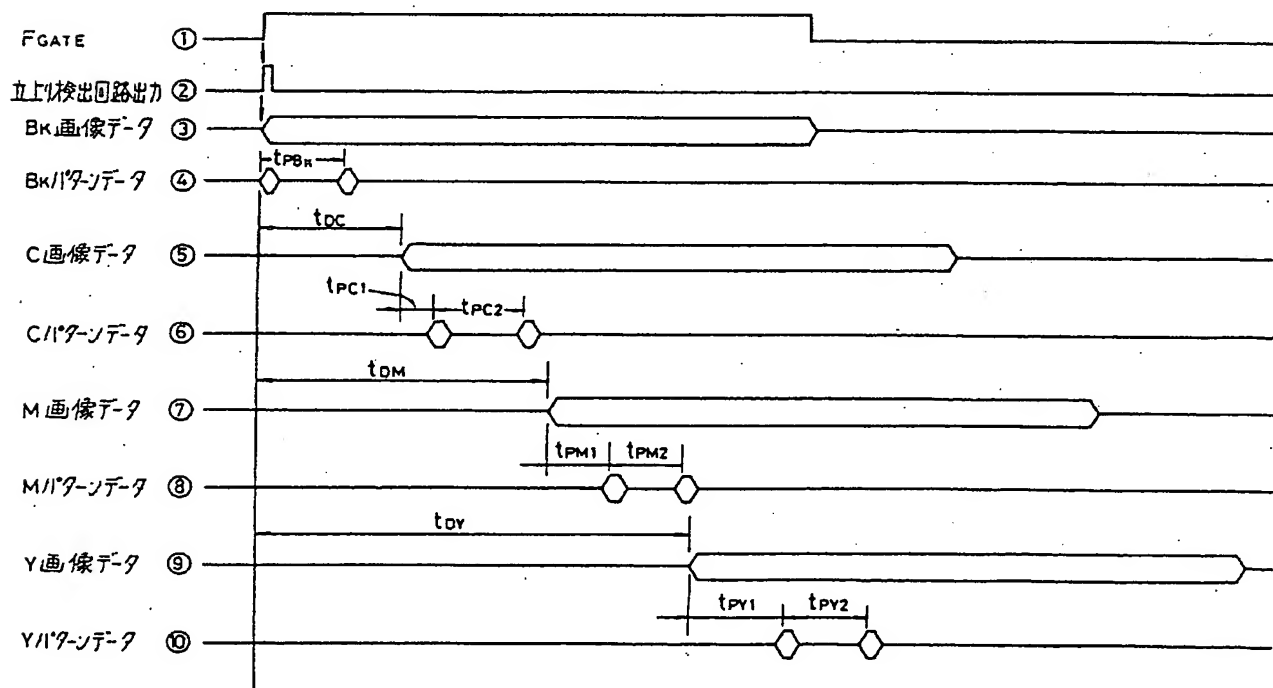 FGATE ①
立上り検出回路出力 ②
BK画像データ ③
tPBK
BKパターンデータ ④
tDC
C画像データ ⑤
tPC1 tPC2
Cパターンデータ ⑥
tDM
M画像データ ⑦
tPM1 tPM2
Mパターンデータ ⑧
tDY
Y画像データ ⑨
tPY1 tPY2
Yパターンデータ ⑩